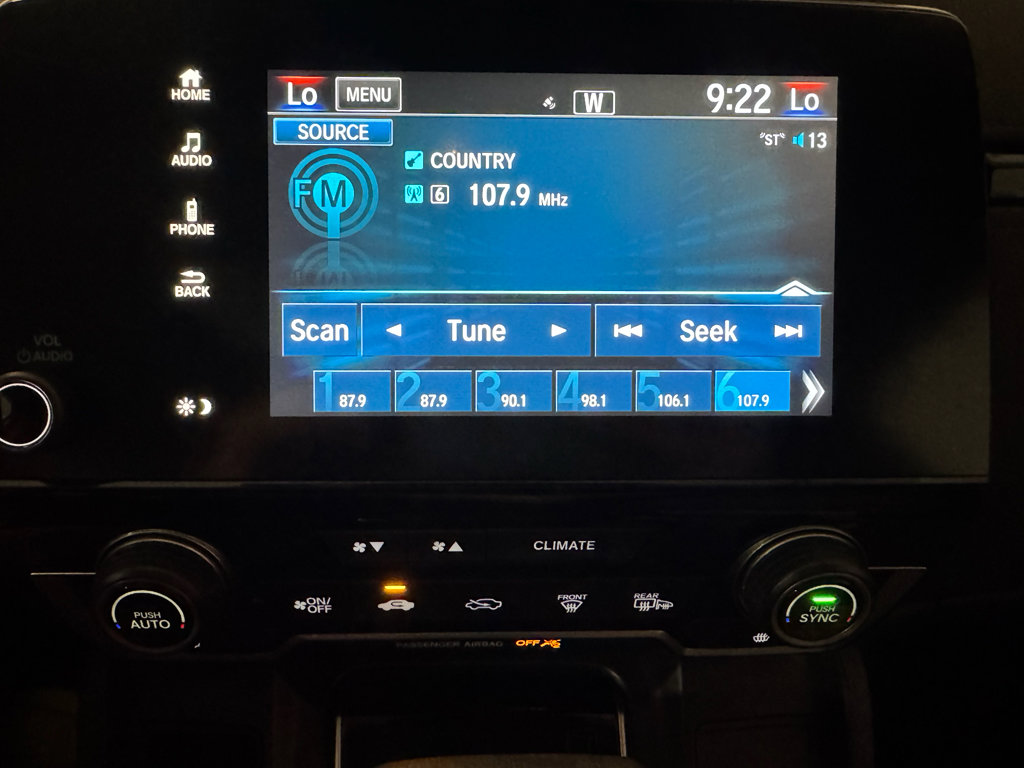 HOME
AUDIO
PHONE
BACK
VOL
AUDIO
Lo MENU W 9:22 Lo
SOURCE
"ST" 13
FM
COUNTRY
6 107.9 MHz
Scan Tune Seek
1 87.9 2 87.9 3 90.1 4 98.1 5 106.1 6 107.9
CLIMATE
PUSH
AUTO
ON/
OFF
FRONT
REAR
PUSH
SYNC
PASSENGER AIRBAG OFF